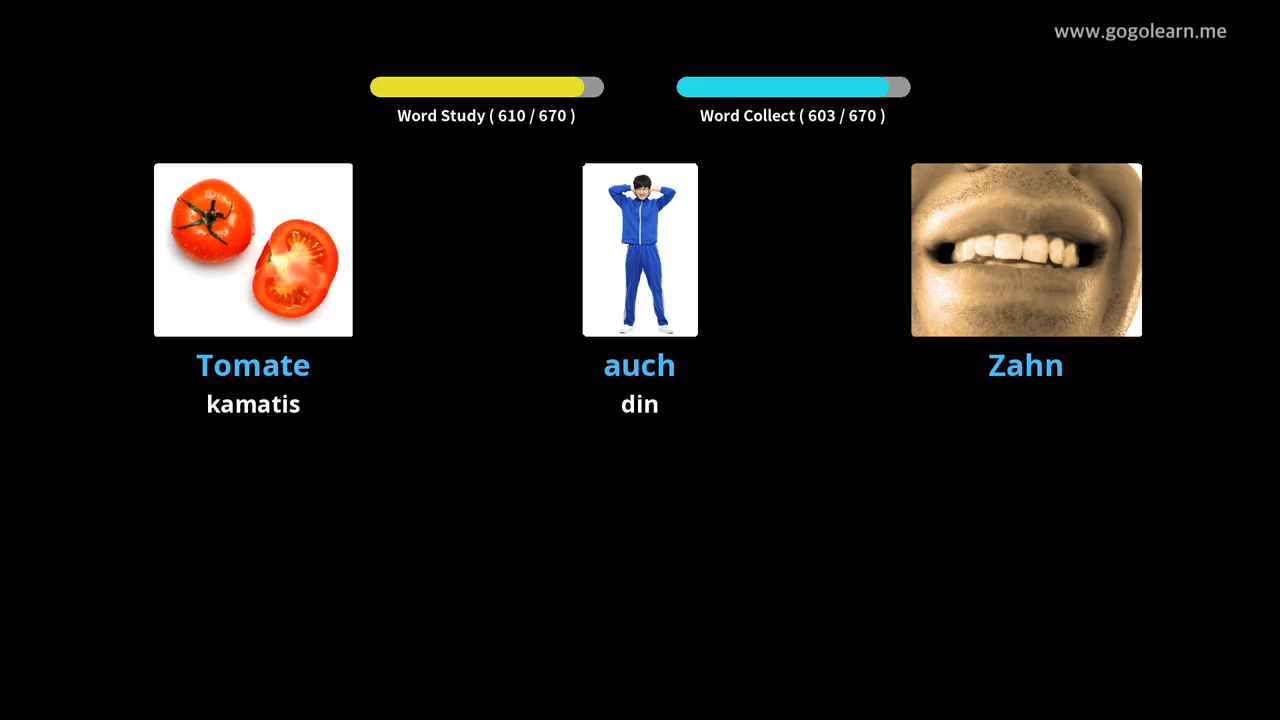 www.gogolearn.me
Word Study ( 610 / 670 )
Word Collect ( 603 / 670 )
Tomate
auch
Zahn
kamatis
din